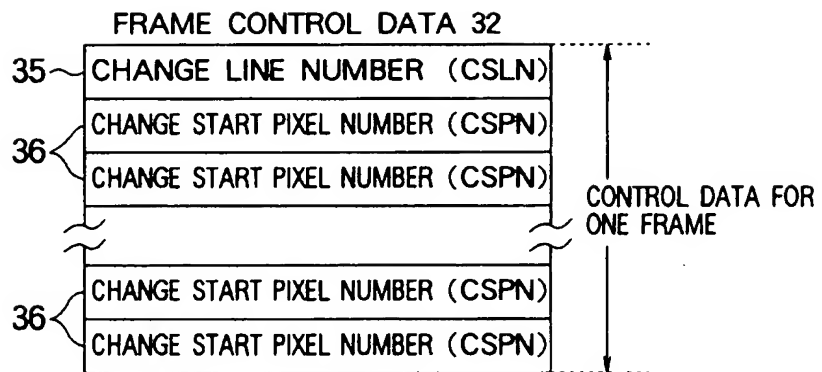 FRAME CONTROL DATA 32
35 CHANGE LINE NUMBER (CSLN)
36 CHANGE START PIXEL NUMBER (CSPN)
CHANGE START PIXEL NUMBER (CSPN)
CONTROL DATA FOR
ONE FRAME
36 CHANGE START PIXEL NUMBER (CSPN)
CHANGE START PIXEL NUMBER (CSPN)